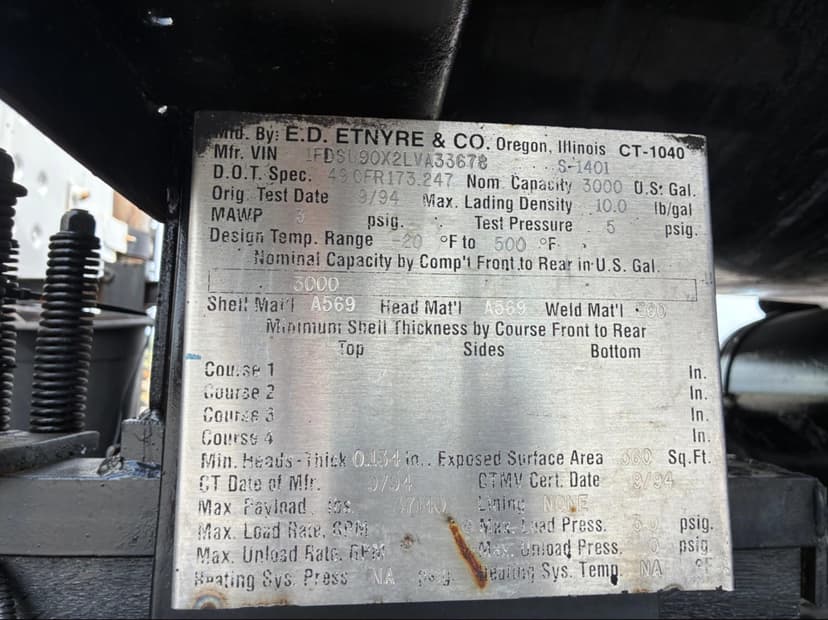 Mfd. By: E.D. ETNYRE & CO. Oregon, Illinois CT-1040
Mfr. VIN S-1401
D.O.T. Spec. 49 CFR173.247 Nom. Capacity 3000 U.S. Gal.
Orig. Test Date 9/94 Max. Lading Density 10.0 lb/gal
MAWP 3 psig. Test Pressure 5 psig.
Design Temp. Range -20 °F to 500 °F.
Nominal Capacity by Comp't Front to Rear in U.S. Gal.
3000
Shell Mat'l A569 Head Mat'l A569 Weld Mat'l
Minimum Shell Thickness by Course Front to Rear
Top Sides Bottom
Course 1 In.
Course 2 In.
Course 3 In.
Course 4 In.
Min. Heads-Thick 0.134 in. Exposed Surface Area Sq.Ft.
CT Date of Mfr. 9/94 CTMV Cert. Date 9/94
Max. Payload lbs. Lining NONE
Max. Load Rate, GPM Max. Load Press. psig.
Max. Unload Rate, GPM Max. Unload Press. psig.
Heating Sys. Press NA psig. Heating Sys. Temp. NA °F